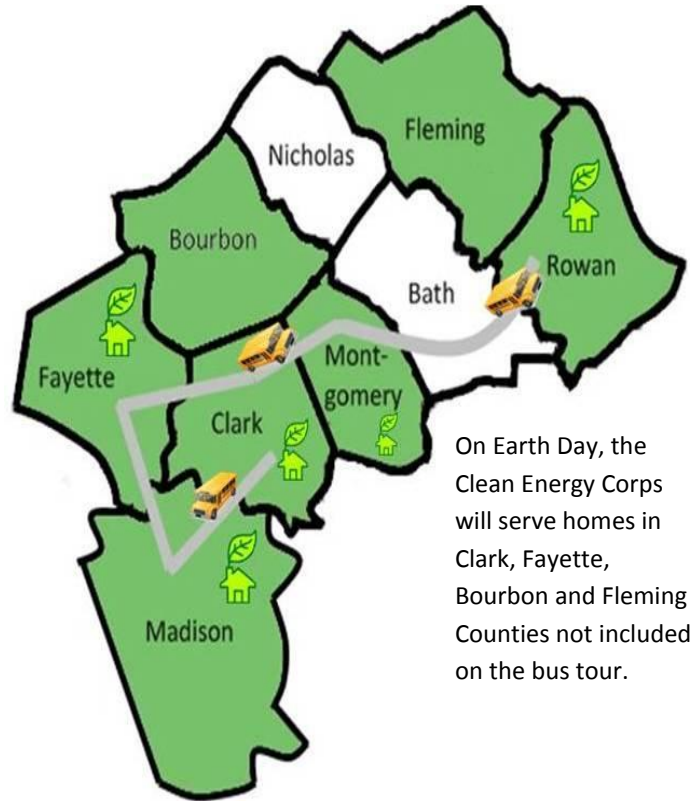 Fleming
Nicholas
Bourbon
Rowan
Bath
Mont-
gomery
Fayette
Clark
Madison
On Earth Day, the
Clean Energy Corps
will serve homes in
Clark, Fayette,
Bourbon and Fleming
Counties not included
on the bus tour.